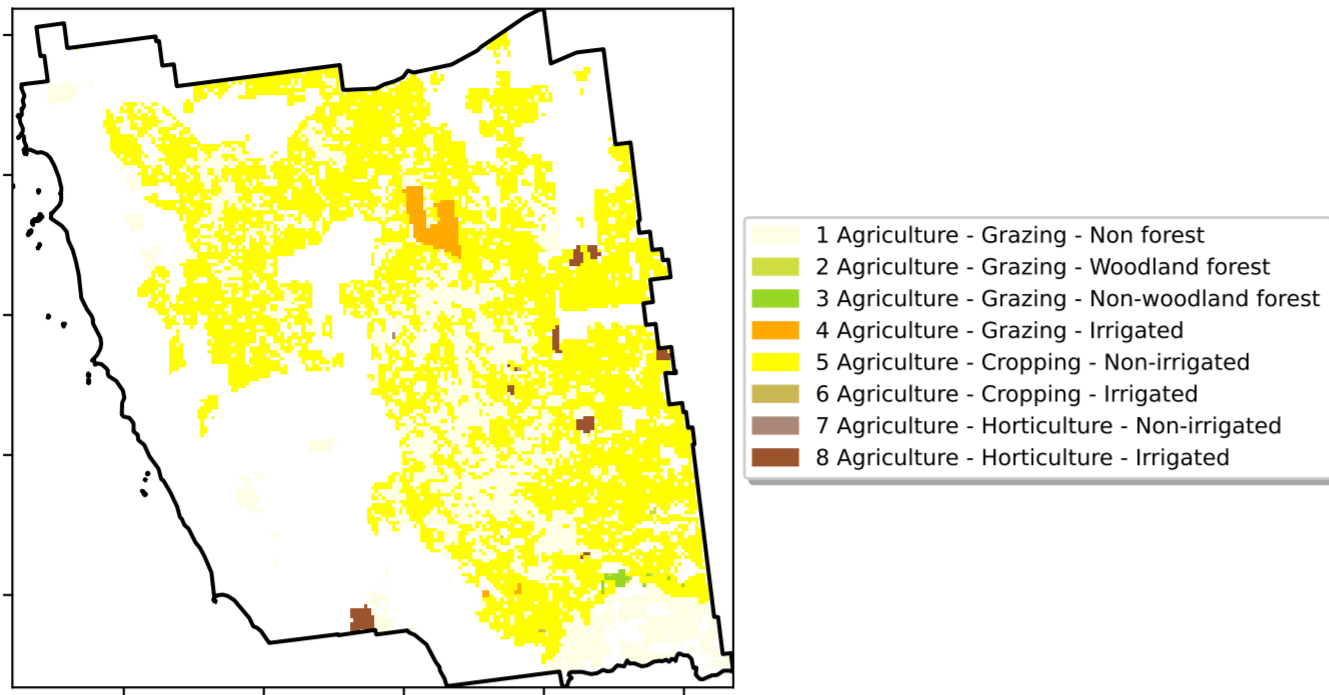 1 Agriculture - Grazing - Non forest
2 Agriculture - Grazing - Woodland forest
3 Agriculture - Grazing - Non-woodland forest
4 Agriculture - Grazing - Irrigated
5 Agriculture - Cropping - Non-irrigated
6 Agriculture - Cropping - Irrigated
7 Agriculture - Horticulture - Non-irrigated
8 Agriculture - Horticulture - Irrigated